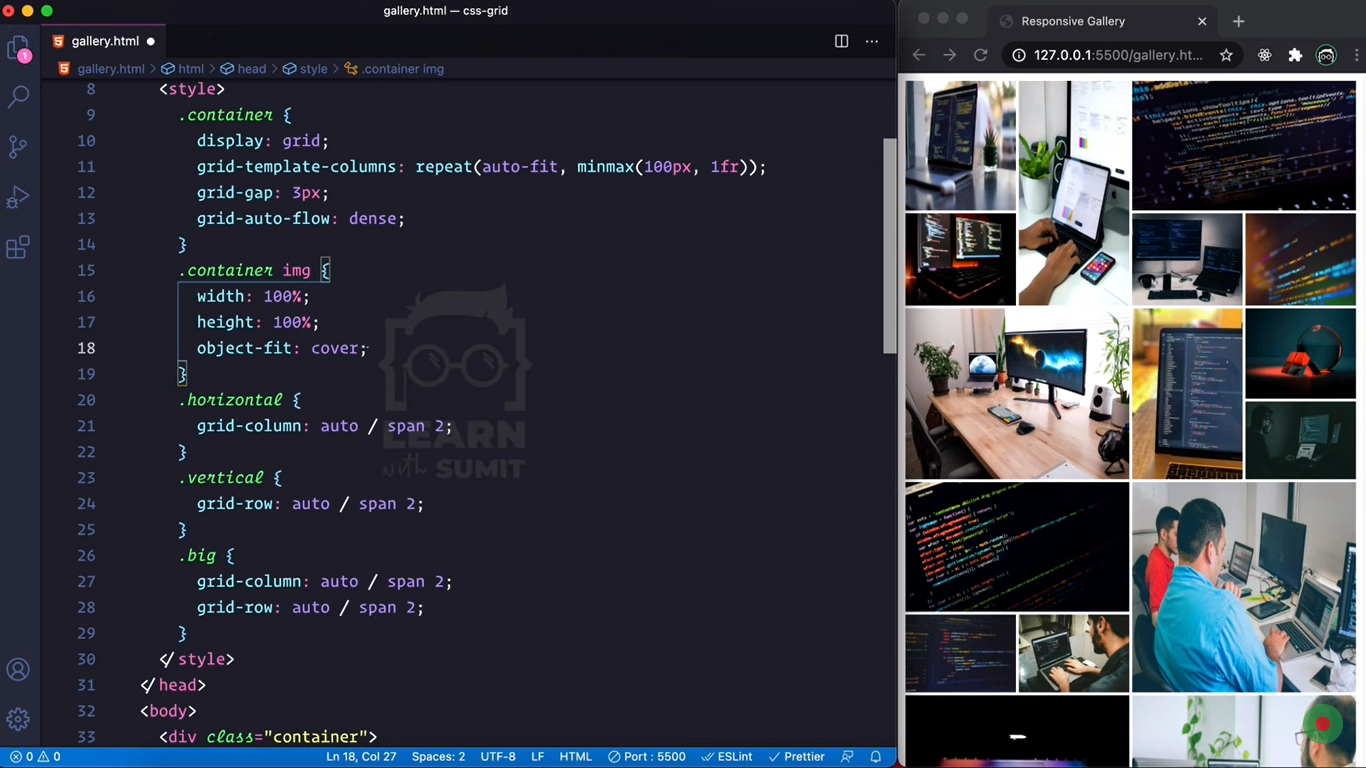 gallery.html — css-grid
gallery.html
gallery.html > html > head > style > .container img
1
8 <style>
9 .container {
10 display: grid;
11 grid-template-columns: repeat(auto-fit, minmax(100px, 1fr));
12 grid-gap: 3px;
13 grid-auto-flow: dense;
14 }
15 .container img {
16 width: 100%;
17 height: 100%;
18 object-fit: cover;
19 }
20 .horizontal {
21 grid-column: auto / span 2;
22 }
23 .vertical {
24 grid-row: auto / span 2;
25 }
26 .big {
27 grid-column: auto / span 2;
28 grid-row: auto / span 2;
29 }
30 </style>
31 </head>
32 <body>
33 <div class="container">
LEARN
with SUMIT
0 0 Ln 18, Col 27 Spaces: 2 UTF-8 LF HTML Port : 5500 ESLint Prettier
Responsive Gallery
127.0.0.1:5500/gallery.ht...